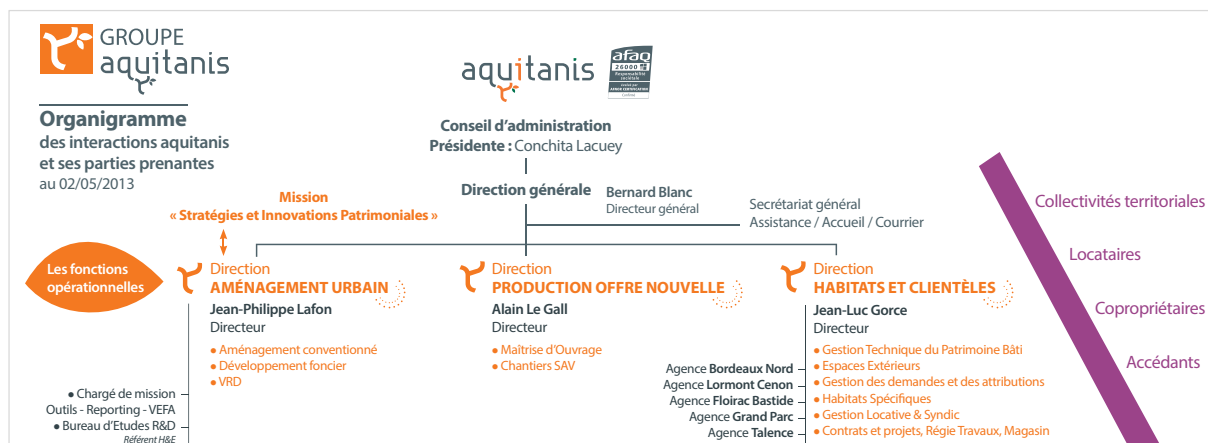 GROUPE
aquitanis
Organigramme
des interactions aquitanis
et ses parties prenantes
au 02/05/2013
aquitanis
afaq
26000
Responsabilité
sociétale
AFNOR CERTIFICATION
Conseil d'administration
Présidente : Conchita Lacuey
Direction générale
Bernard Blanc
Directeur général
Secrétariat général
Assistance / Accueil / Courrier
Mission
« Stratégies et Innovations Patrimoniales »
Les fonctions
opérationnelles
Direction
AMÉNAGEMENT URBAIN
Jean-Philippe Lafon
Directeur
• Aménagement conventionné
• Développement foncier
• VRD
• Chargé de mission
Outils - Reporting - VEFA
• Bureau d'Etudes R&D
Référent H&E
Direction
PRODUCTION OFFRE NOUVELLE
Alain Le Gall
Directeur
• Maîtrise d'Ouvrage
• Chantiers SAV
Direction
HABITATS ET CLIENTÈLES
Jean-Luc Gorce
Directeur
• Gestion Technique du Patrimoine Bâti
• Espaces Extérieurs
• Gestion des demandes et des attributions
• Habitats Spécifiques
• Gestion Locative & Syndic
• Contrats et projets, Régie Travaux, Magasin
Agence Bordeaux Nord
Agence Lormont Cenon
Agence Floirac Bastide
Agence Grand Parc
Agence Talence
Collectivités territoriales
Locataires
Copropriétaires
Accédants